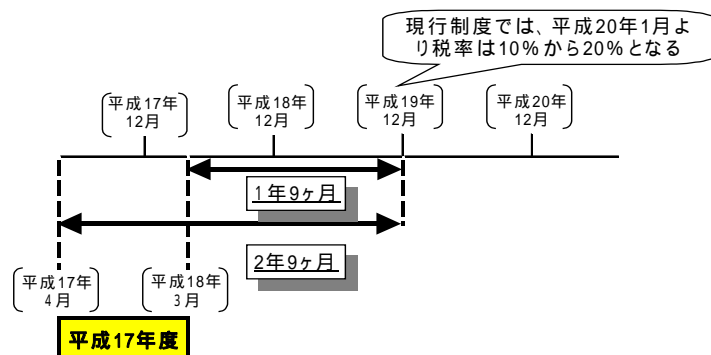 現行制度では、平成20年1月よ
り税率は10%から20%となる
平成17年
12月
平成18年
12月
平成19年
12月
平成20年
12月
1年9ヶ月
2年9ヶ月
平成17年
4月
平成18年
3月
平成17年度